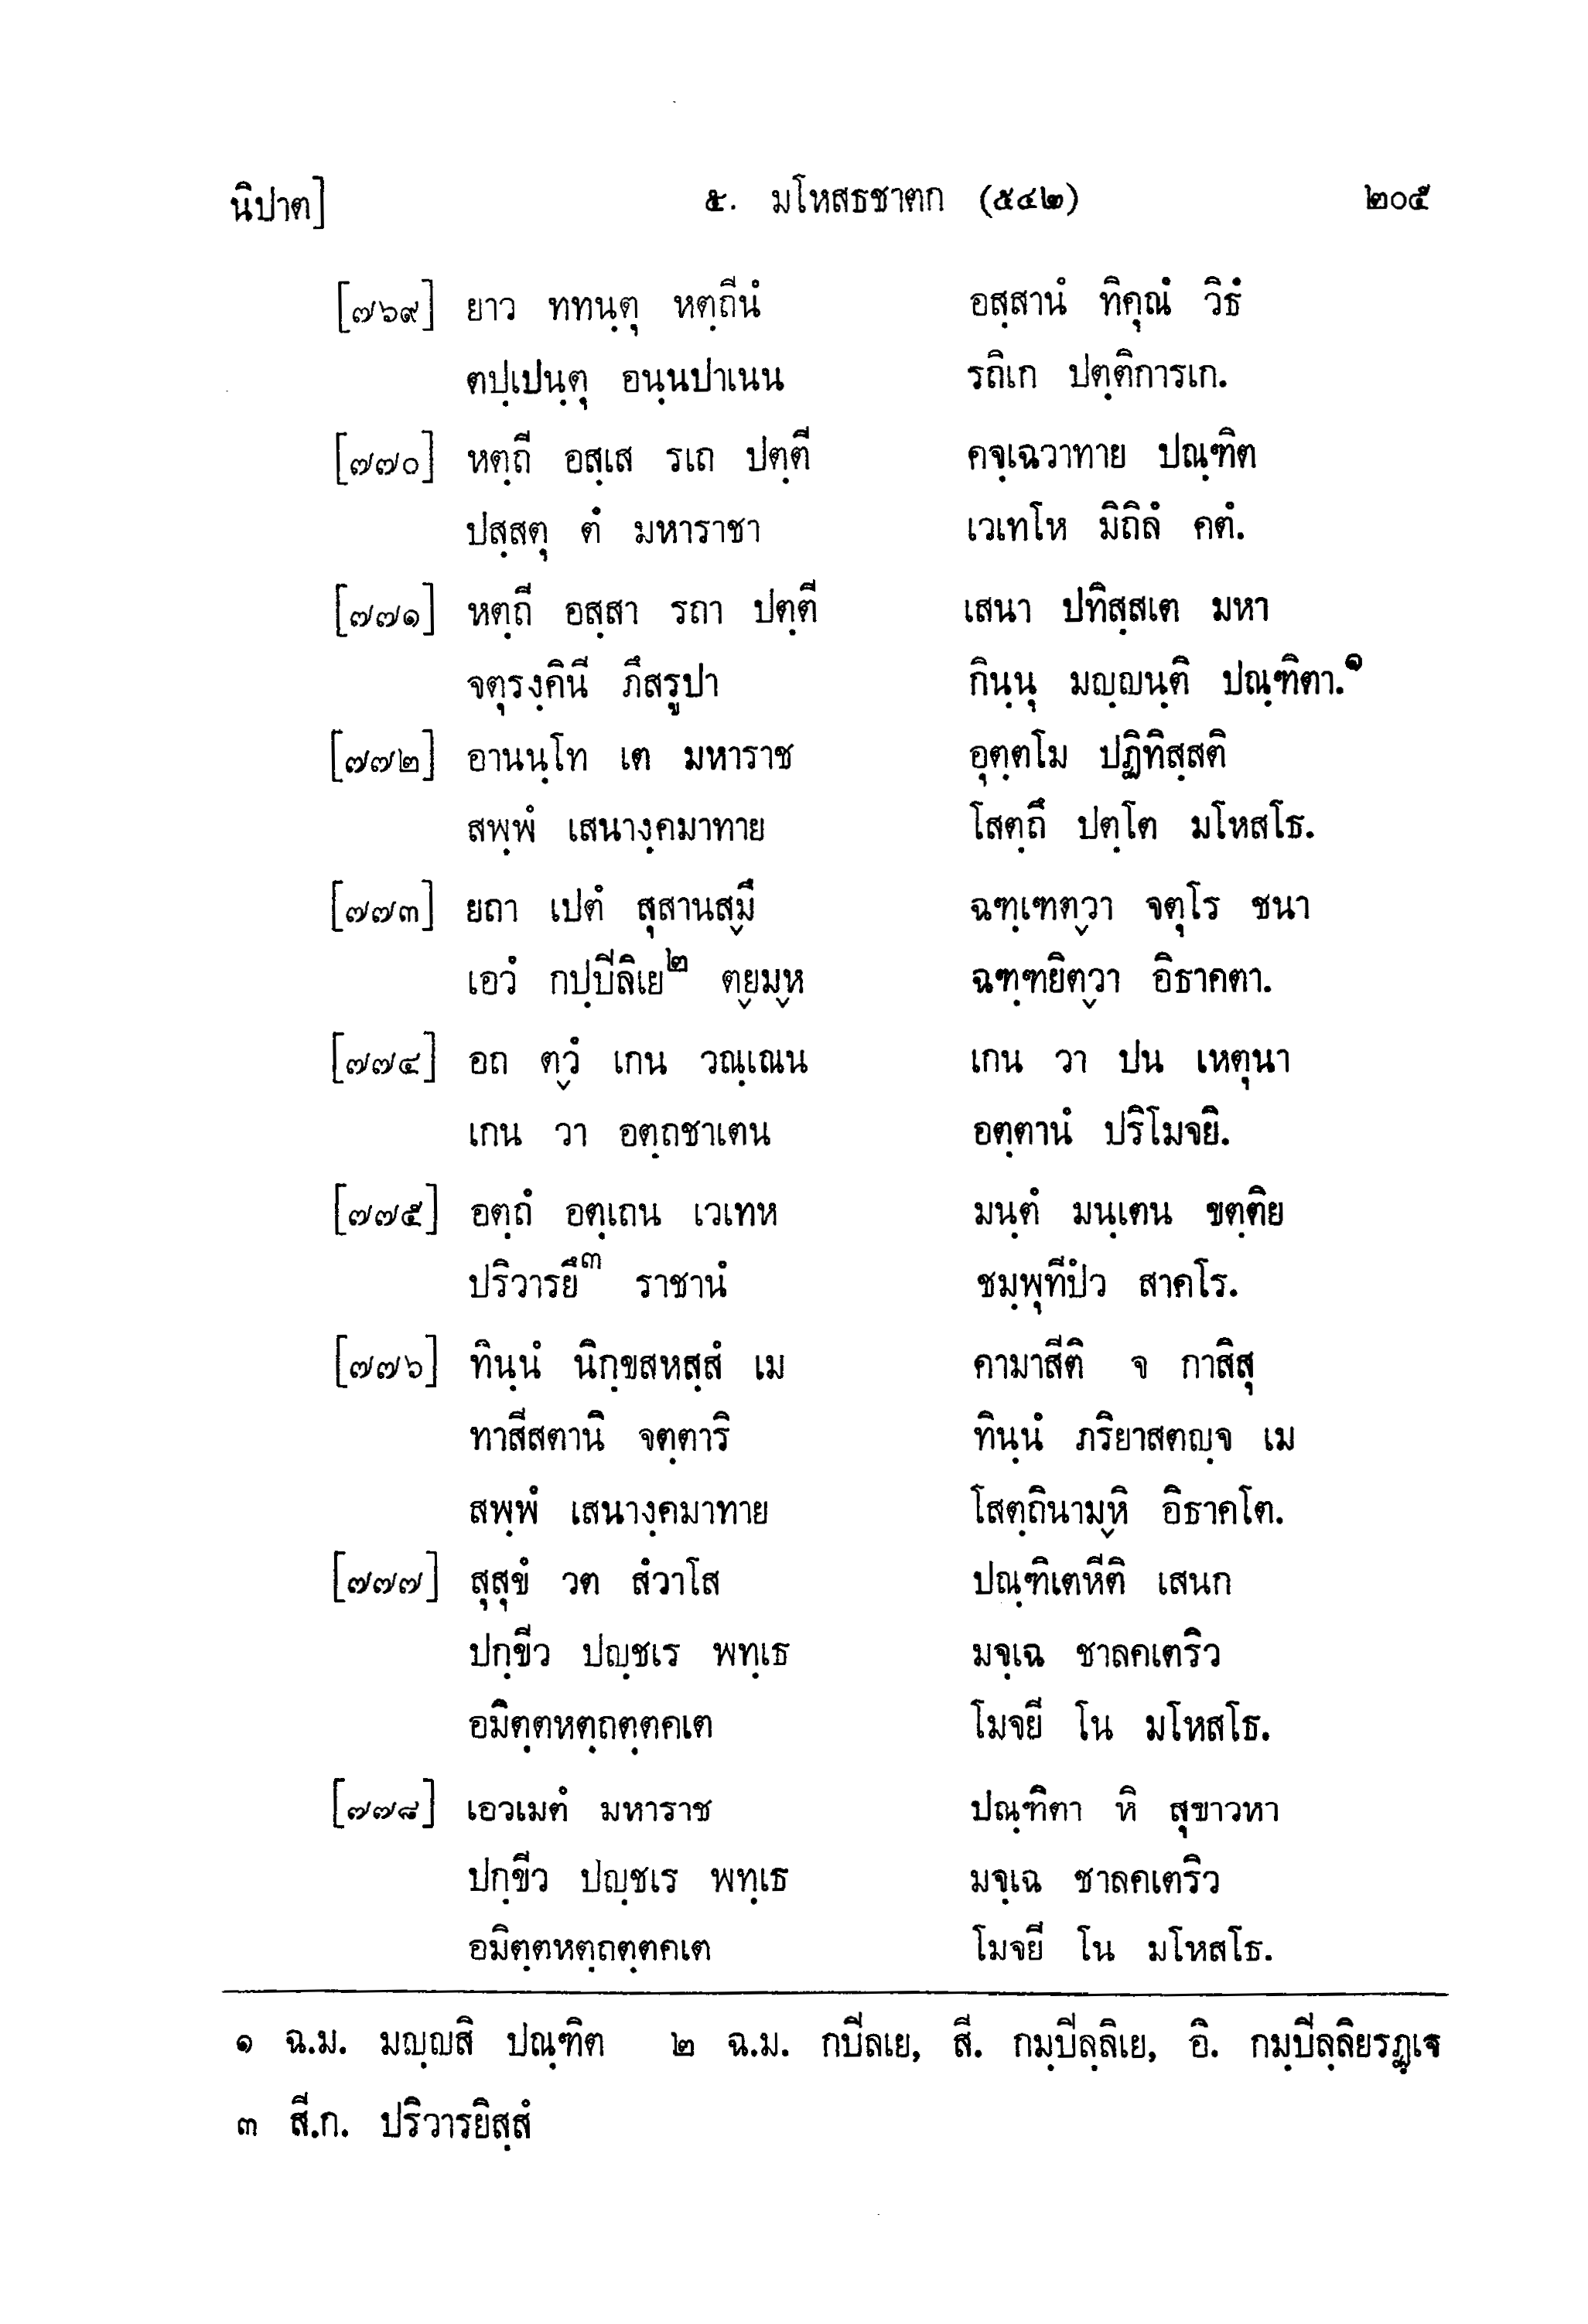 นิปาต] ๕. มโหสธชาตก (๕๔๒) ๒๐๕
[๗๖๙] ยาว ททนฺตุ หตฺถีนํ อสฺสานํ ทิคุณํ วิธํ
ตปฺเปนฺตุ อนฺนปาเนน รถิเก ปตฺติการเก.
[๗๗๐] หตฺถี อสฺเส รเถ ปตฺตี คจฺเฉวาทาย ปณฺฑิต
ปสฺสตุ ตํ มหาราชา เวเทโห มิถิลํ คตํ.
[๗๗๑] หตฺถี อสฺสา รถา ปตฺตี เสนา ปทิสฺสเต มหา
จตุรงฺคินี ภึสรูปา กินฺนุ มญฺญนฺติ ปณฺฑิตา.๑
[๗๗๒] อานนฺโท เต มหาราช อุตฺตโม ปฏิทิสฺสติ
สพฺพํ เสนางฺคมาทาย โสตฺถึ ปตฺโต มโหสโธ.
[๗๗๓] ยถา เปตํ สุสานสฺมึ ฉฑฺเฑตฺวา จตุโร ชนา
เอวํ กปฺปีลิเย๒ ตฺยมฺห ฉฑฺฑยิตฺวา อิธาคตา.
[๗๗๔] อถ ตฺวํ เกน วณฺเณน เกน วา ปน เหตุนา
เกน วา อตฺถชาเตน อตฺตานํ ปริโมจยิ.
[๗๗๕] อตฺถํ อตฺเถน เวเทห มนฺตํ มนฺเตน ขตฺติย
ปริวารยึ๓ ราชานํ ชมฺพุทีปํว สาคโร.
[๗๗๖] ทินฺนํ นิกฺขสหสฺสํ เม คามาสีติ จ กาสิสุ
ทาสีสตานิ จตฺตาริ ทินฺนํ ภริยาสตญฺจ เม
สพฺพํ เสนางฺคมาทาย โสตฺถินามฺหิ อิธาคโต.
[๗๗๗] สุสุขํ วต สํวาโส ปณฺฑิเตหีติ เสนก
ปกฺขีว ปญฺชเร พทฺเธ มจฺเฉ ชาลคเตริว
อมิตฺตหตฺถตฺตคเต โมจยี โน มโหสโธ.
[๗๗๘] เอวเมตํ มหาราช ปณฺฑิตา หิ สุขาวหา
ปกฺขีว ปญฺชเร พทฺเธ มจฺเฉ ชาลคเตริว
อมิตฺตหตฺถตฺตคเต โมจยี โน มโหสโธ.
๑ ฉ.ม. มญฺญสิ ปณฺฑิต ๒ ฉ.ม. กปีลเย, สี. กมฺปีลฺลิเย, อิ. กมฺปีลฺลิยรฏฺเฐ
๓ สี.ก. ปริวารยิสฺสํ